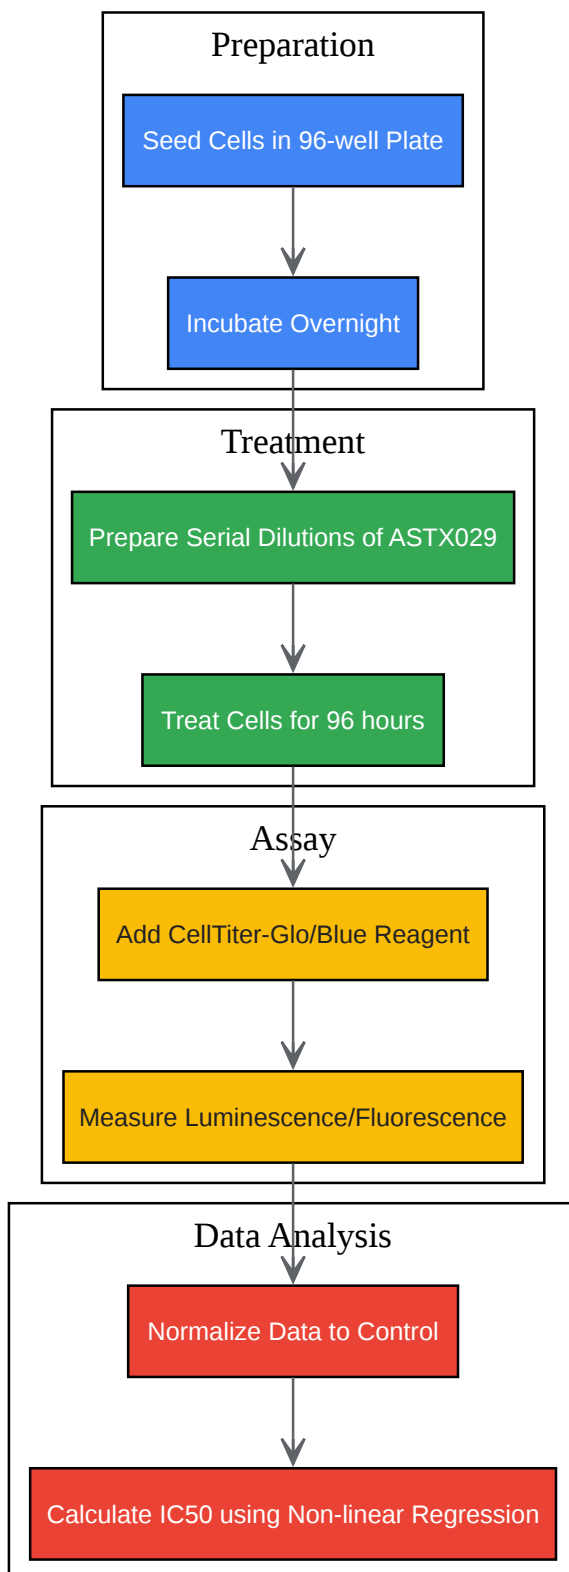 Preparation
Seed Cells in 96-well Plate
Incubate Overnight
Treatment
Prepare Serial Dilutions of ASTX029
Treat Cells for 96 hours
Assay
Add CellTiter-Glo/Blue Reagent
Measure Luminescence/Fluorescence
Data Analysis
Normalize Data to Control
Calculate IC50 using Non-linear Regression